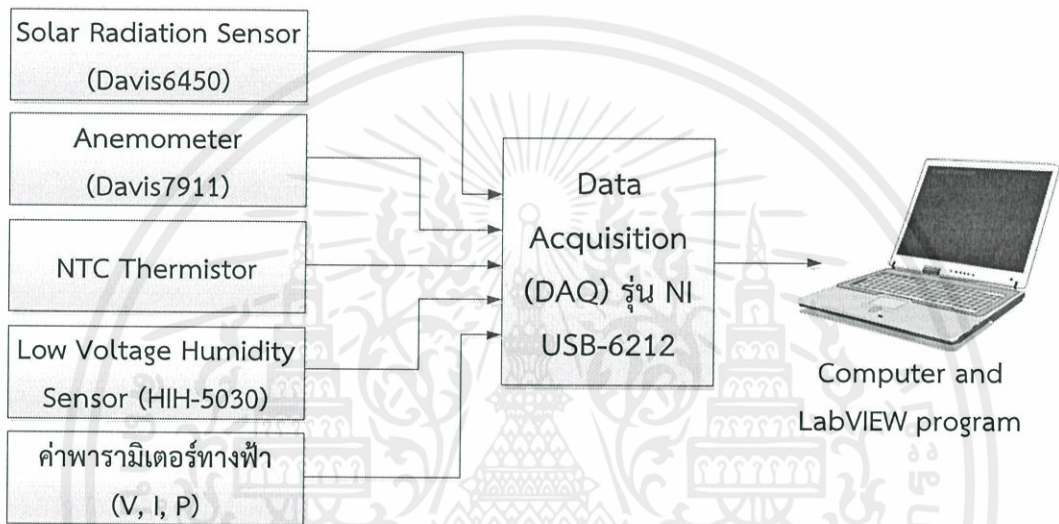 Solar Radiation Sensor
(Davis6450)
Anemometer
(Davis7911)
NTC Thermistor
Low Voltage Humidity
Sensor (HIH-5030)
ค่าพารามิเตอร์ทางฟ้า
(V, I, P)
Data
Acquisition
(DAQ) รุ่น NI
USB-6212
Computer and
LabVIEW program